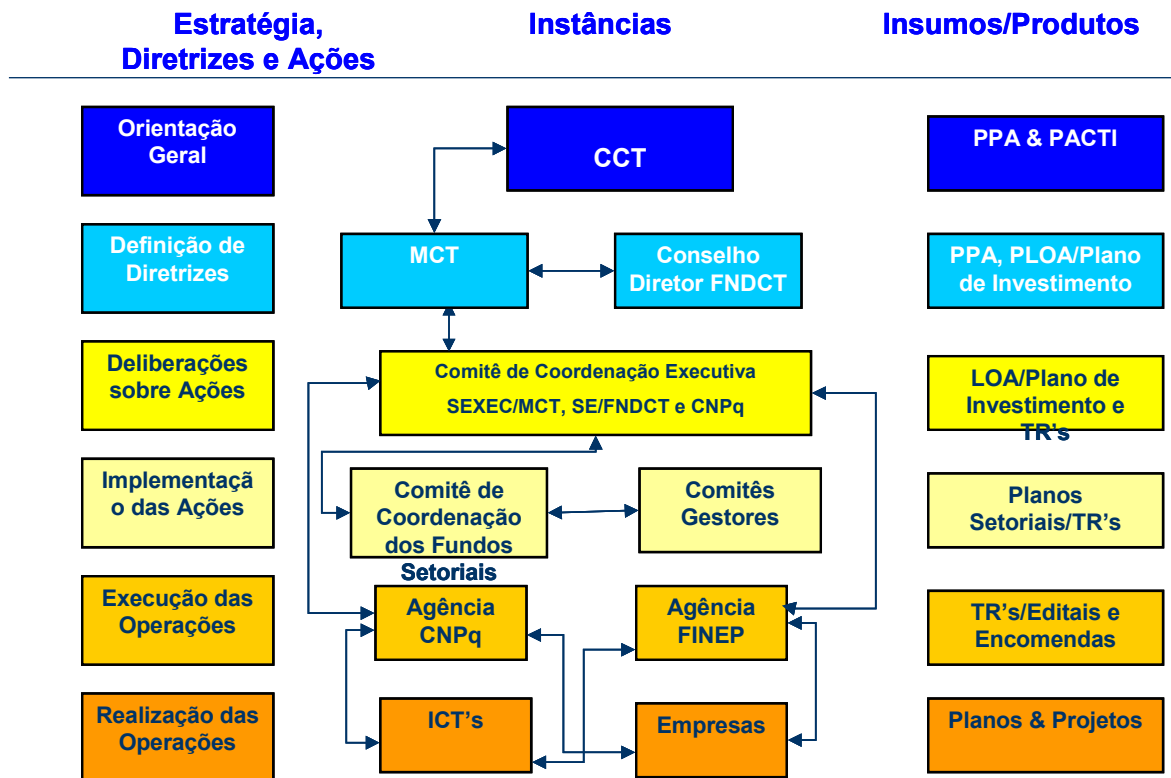 Estratégia,
Diretrizes e Ações
Instâncias
Insumos/Produtos
Orientação
Geral
CCT
PPA & PACTI
Definição de
Diretrizes
MCT
Conselho
Diretor FNDCT
PPA, PLOA/Plano
de Investimento
Deliberações
sobre Ações
Comitê de Coordenação Executiva
SEXEC/MCT, SE/FNDCT e CNPq
LOA/Plano de
Investimento e
TR's
Implementaçã
o das Ações
Comitê de
Coordenação
dos Fundos
Setoriais
Comitês
Gestores
Planos
Setoriais/TR's
Execução das
Operações
Agência
CNPq
Agência
FINEP
TR's/Editais e
Encomendas
Realização das
Operações
ICT's
Empresas
Planos & Projetos